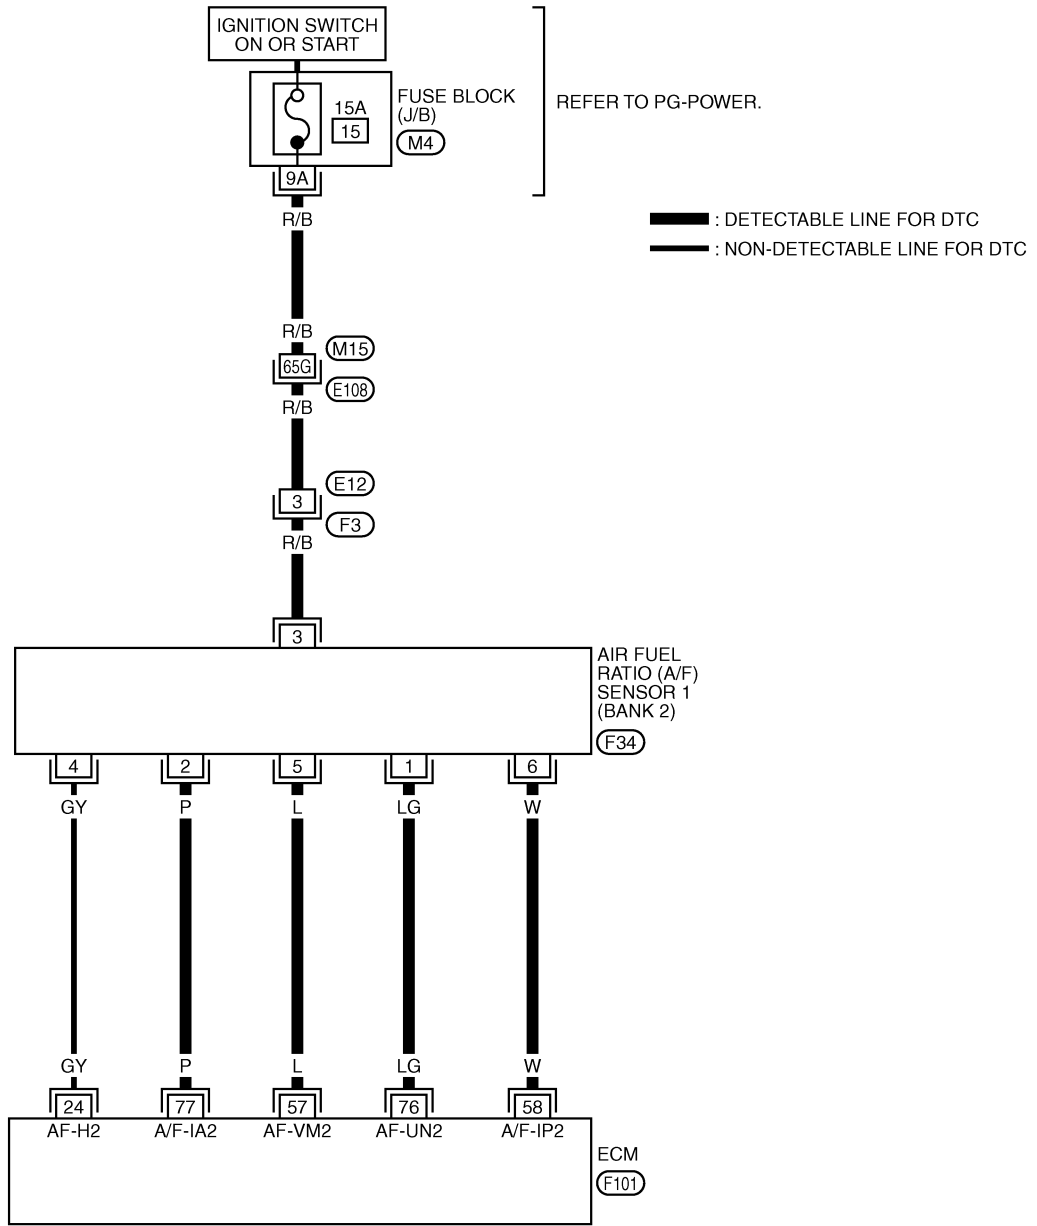 IGNITION SWITCH
ON OR START
FUSE BLOCK
(J/B)
15A
15
M4
REFER TO PG-POWER.
9A
R/B
: DETECTABLE LINE FOR DTC
: NON-DETECTABLE LINE FOR DTC
R/B
M15
65G
E108
R/B
E12
3
F3
R/B
3
AIR FUEL
RATIO (A/F)
SENSOR 1
(BANK 2)
F34
4 2 5 1 6
GY P L LG W
GY P L LG W
24 77 57 76 58
AF-H2 A/F-IA2 AF-VM2 AF-UN2 A/F-IP2
ECM
F101